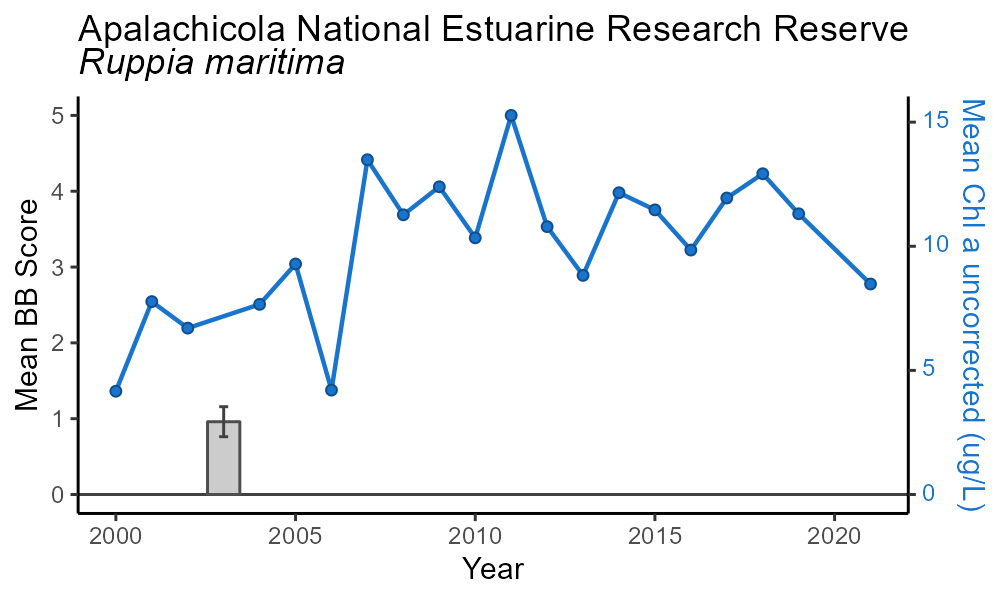 Apalachicola National Estuarine Research Reserve
Ruppia maritima
Mean BB Score
5
4
3
2
1
0
15
10
5
0
Mean Chl a uncorrected (ug/L)
2000 2005 2010 2015 2020
Year